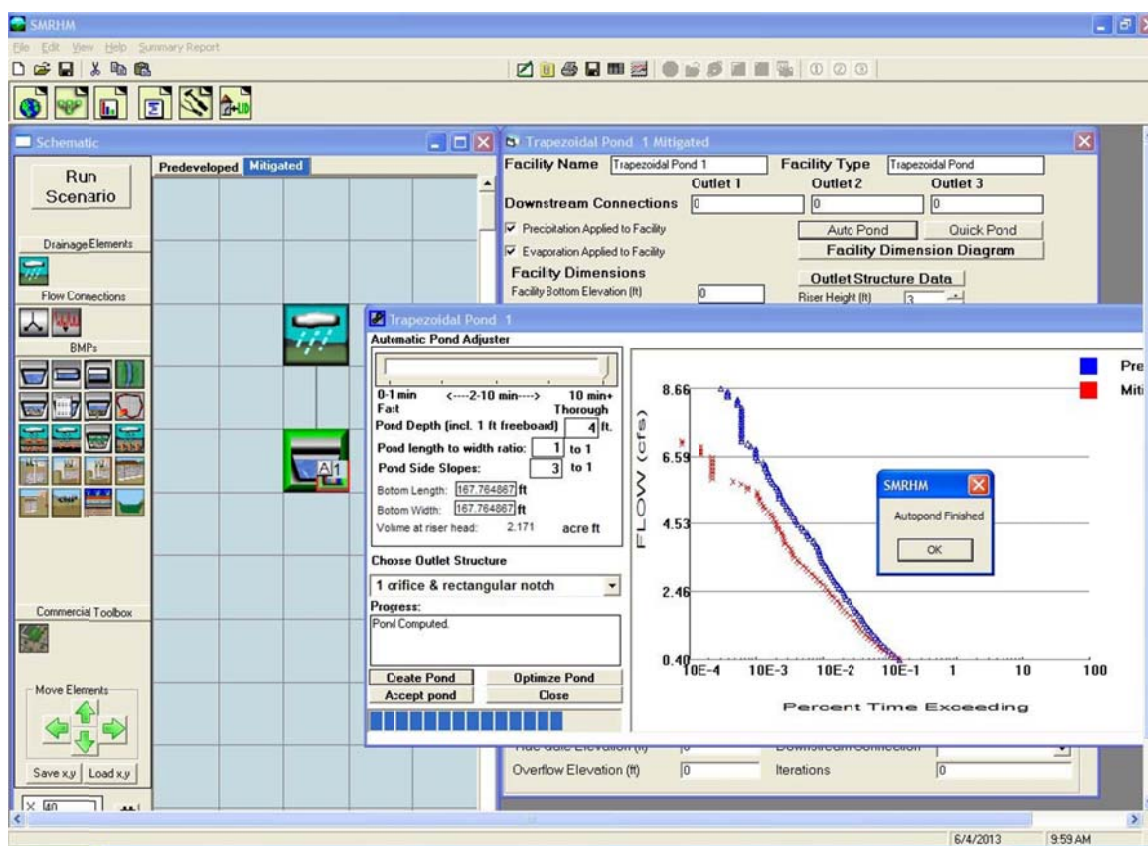 SMRHM
File Edit View Help Summary Report
Schematic
Run Scenario
Predeveloped Mitigated
Drainage Elements
Flow Connections
BMPs
A 1
Commercial Toolbox
Move Elements
Save x,y Load x,y
X 40
Trapezoidal Pond 1 Mitigated
Facility Name Trapezoidal Pond 1 Facility Type Trapezoidal Pond
Outlet 1 Outlet 2 Outlet 3
Downstream Connections 0 0 0
Precipitation Applied to Facility Auto Pond Quick Pond
Evaporation Applied to Facility Facility Dimension Diagram
Facility Dimensions Outlet Structure Data
Facility Bottom Elevation (ft) 0 Riser Height (ft) 3
Trapezoidal Pond 1
Automatic Pond Adjuster
0-1 min <----2-10 min----> 10 min+
Fast Thorough
Pond Depth (incl. 1 ft freeboard) 4 ft.
Pond length to width ratio: 1 to 1
Pond Side Slopes: 3 to 1
Bottom Length: 167.764867 ft
Bottom Width: 167.764867 ft
Volume at riser head: 2.171 acre ft
Choose Outlet Structure
1 orifice & rectangular notch
Progress:
Pond Computed.
Create Pond Optimize Pond
Accept pond Close
Pre
Miti
FLOW (cfs)
8.66
6.59
4.53
2.46
0.40
10E-4 10E-3 10E-2 10E-1 1 10 100
Percent Time Exceeding
SMRHM
Autopond Finished
OK
Overflow Elevation (ft) 0 Iterations 0
6/4/2013 9:59 AM